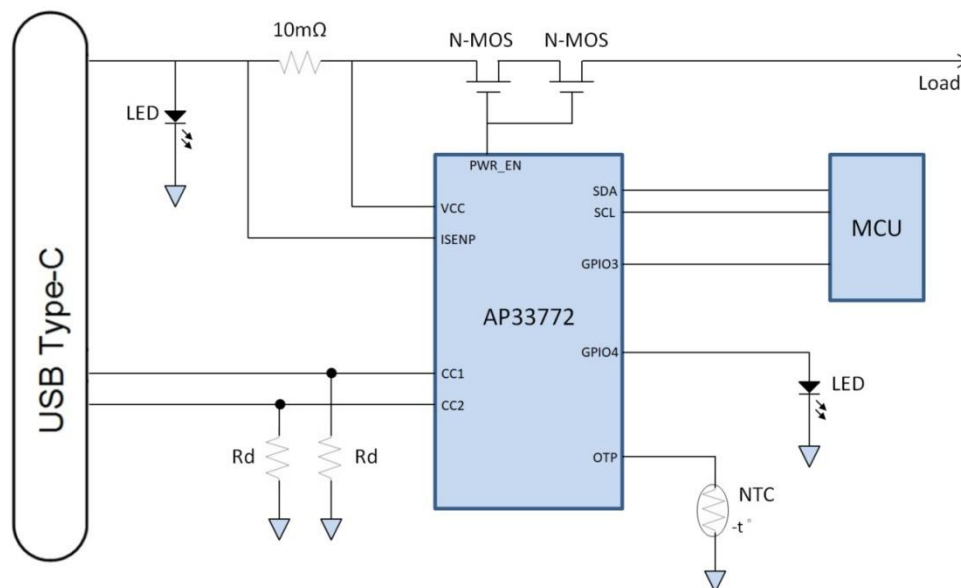 10mΩ
N-MOS
N-MOS
Load
LED
PWR_EN
VCC
ISENP
SDA
SCL
GPIO3
MCU
AP33772
USB Type-C
CC1
CC2
GPIO4
LED
Rd
Rd
OTP
NTC
-t°